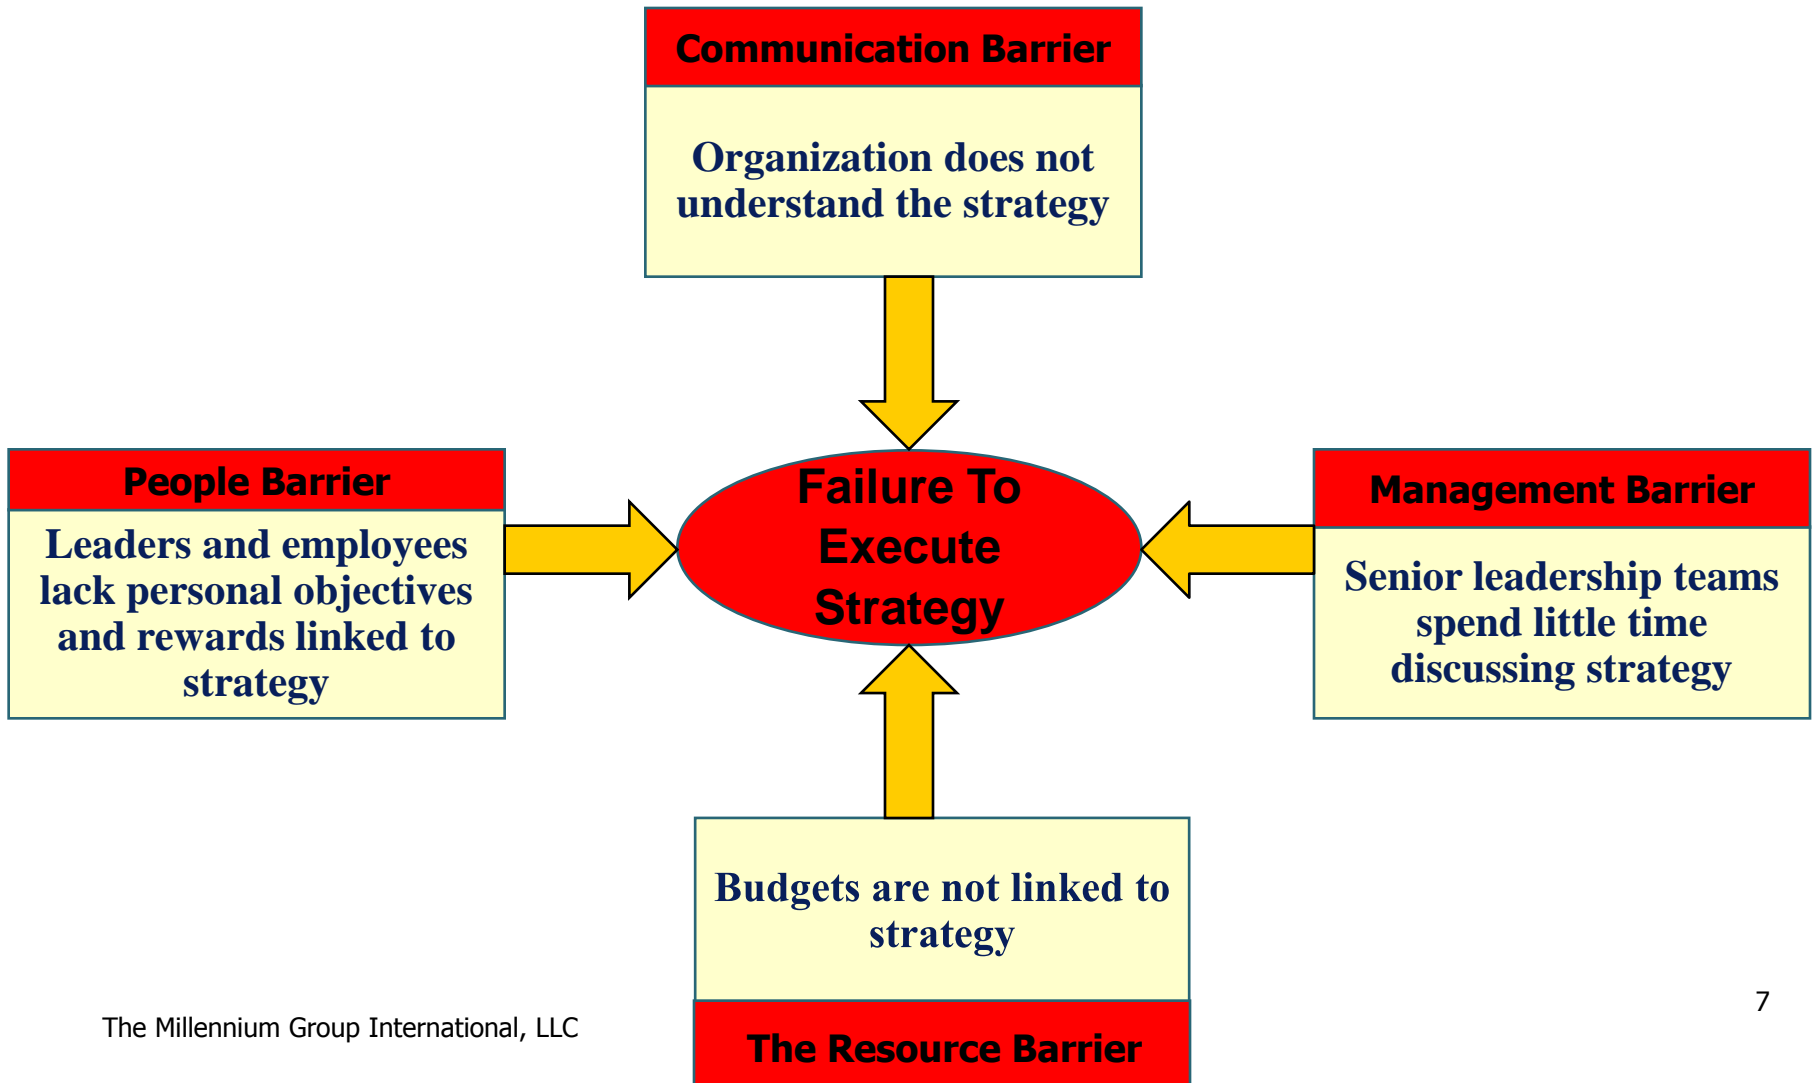 Communication Barrier
Organization does not
understand the strategy
People Barrier
Leaders and employees
lack personal objectives
and rewards linked to
strategy
Failure To
Execute
Strategy
Management Barrier
Senior leadership teams
spend little time
discussing strategy
Budgets are not linked to
strategy
The Resource Barrier
The Millennium Group International, LLC
7